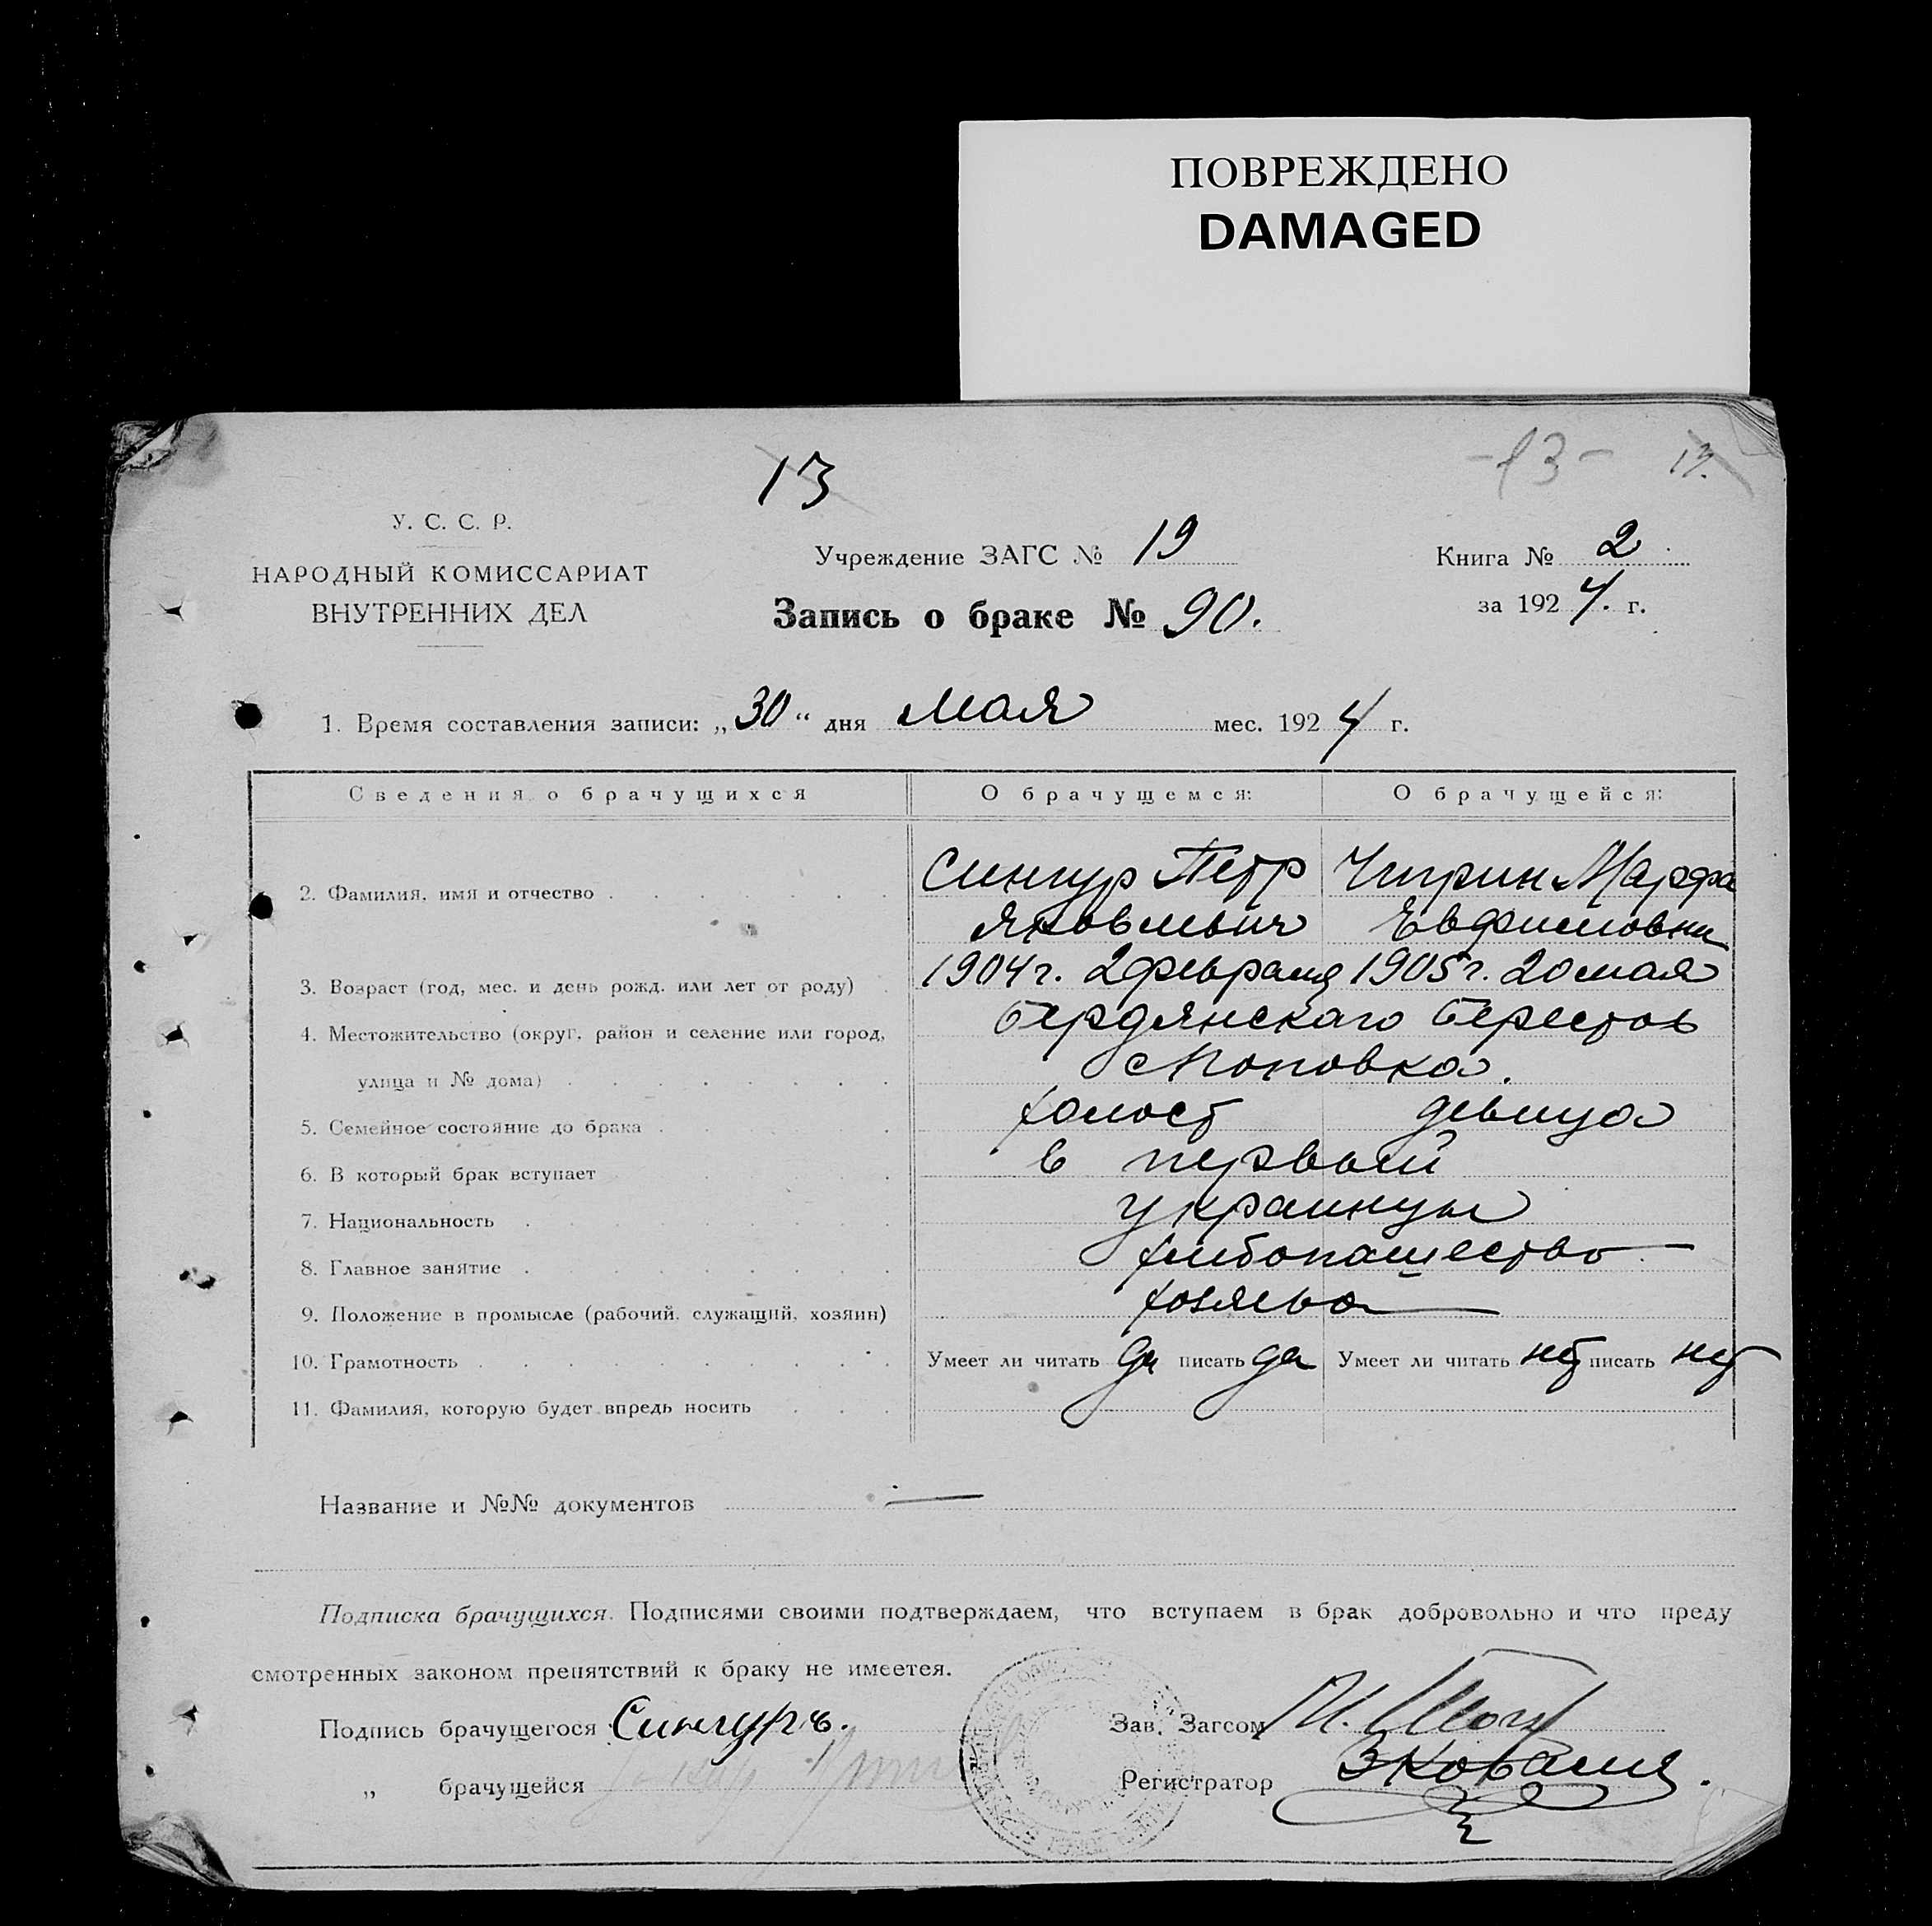 ПОВРЕЖДЕНО
DAMAGED
13
-13-
13.
У. С. С. Р.
НАРОДНЫЙ КОМИССАРИАТ
ВНУТРЕННИХ ДЕЛ
Учреждение ЗАГС № 19
Запись о браке № 90.
Книга № 2
за 1924. г.
1. Время составления записи: „30“ дня мая мес. 1924 г.
Сведения о брачущихся О брачущемся: О брачущейся:
2. Фамилия, имя и отчество Сингур Петр Чигрин Марфа
Яковлевич Евфимовна
3. Возраст (год, мес. и день рожд. или лет от роду) 1904 г. 2 февраля 1905 г. 20 мая
4. Местожительство (округ, район и селение или город, Бердянскаго Берестов
улица и № дома) с Поповка.
5. Семейное состояние до брака холост девица
6. В который брак вступает в первый
7. Национальность украинцы
8. Главное занятие хлебопашество
9. Положение в промысле (рабочий, служащий, хозяин) хозяева
10. Грамотность Умеет ли читать да писать да Умеет ли читать нет писать нет
11. Фамилия, которую будет впредь носить
Название и №№ документов —
Подписка брачущихся. Подписями своими подтверждаем, что вступаем в брак добровольно и что преду
смотренных законом препятствий к браку не имеетея.
Подпись брачущегося Сингуръ.
„ брачущейся
Зав. Загсом
Регистратор